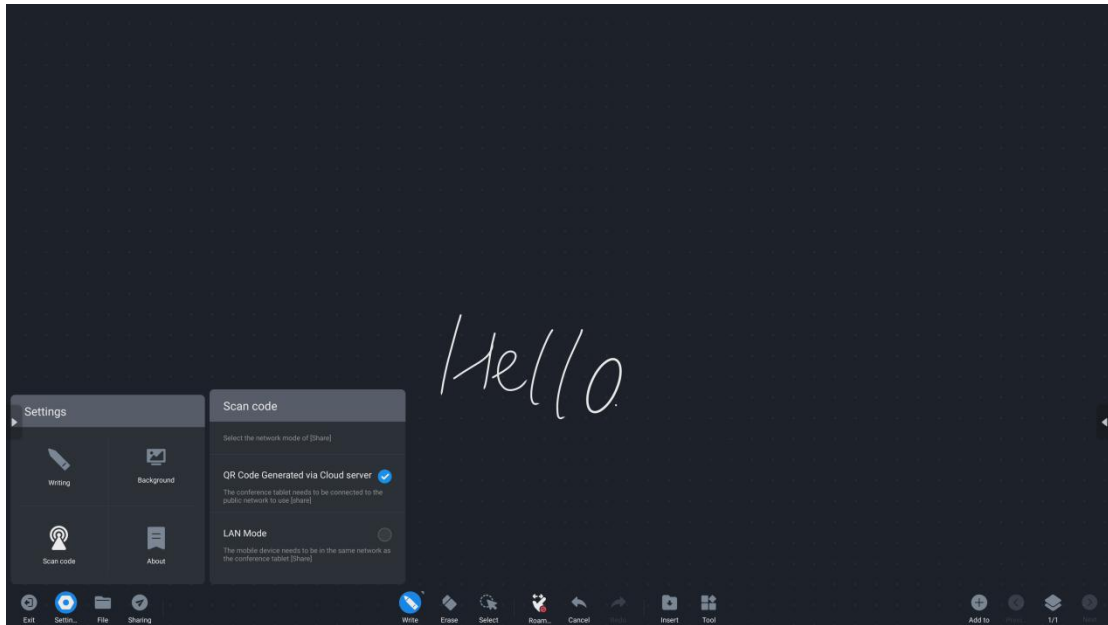 Hello.
Settings
Writing
Background
Scan code
About
Scan code
Select the network mode of [Share]
QR Code Generated via Cloud server
The conference tablet needs to be connected to the
public network to use [share]
LAN Mode
The mobile device needs to be in the same network as
the conference tablet [Share]
Exit
Settin..
File
Sharing
Write
Erase
Select
Roam..
Cancel
Insert
Tool
Add to
1/1
Next